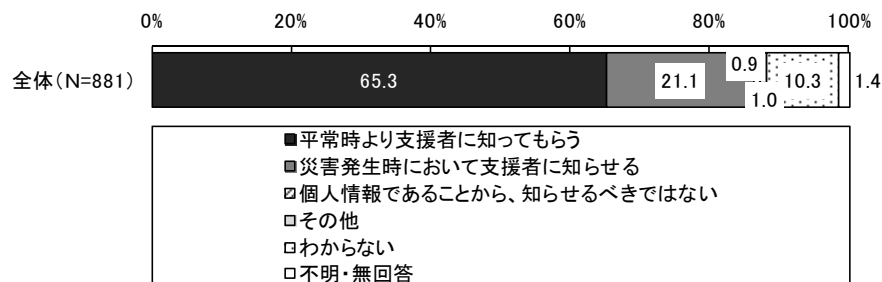 0% 20% 40% 60% 80% 100%
全体(N=881) 65.3 21.1 0.9 1.0 10.3 1.4
■平常時より支援者に知ってもらう
■災害発生時において支援者に知らせる
個人情報であることから、知らせるべきではない
その他
わからない
不明・無回答